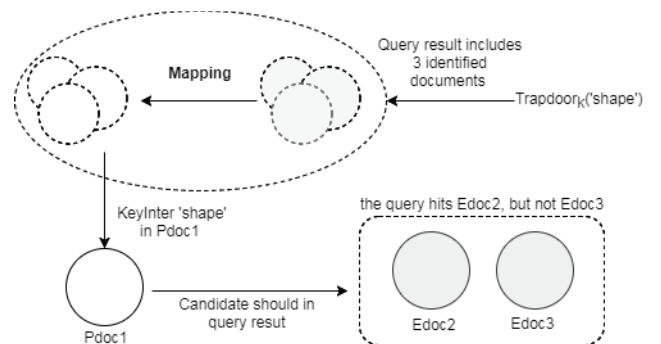 Query result includes
3 identified
documents
Mapping
Trapdoork('shape')
KeyInter 'shape'
in Pdoc1
the query hits Edoc2, but not Edoc3
Candidate should in
query resut
Edoc2
Edoc3
Pdoc1